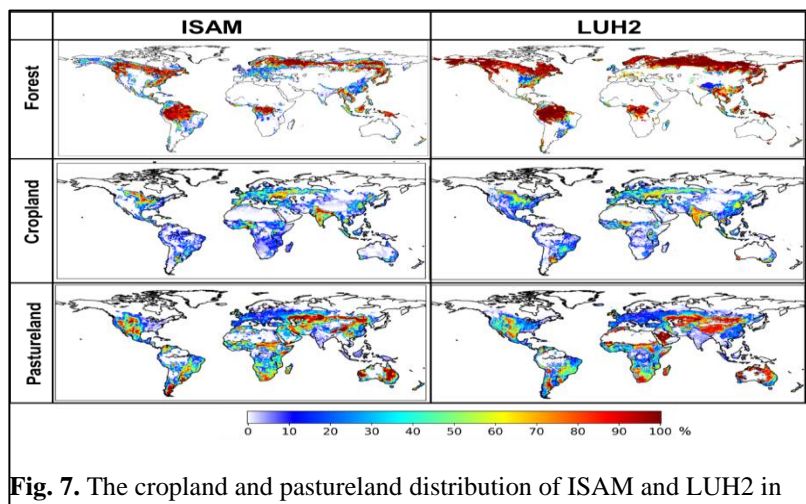 ISAM LUH2
Forest
Cropland
Pastureland
0 10 20 30 40 50 60 70 80 90 100 %
Fig. 7. The cropland and pastureland distribution of ISAM and LUH2 in